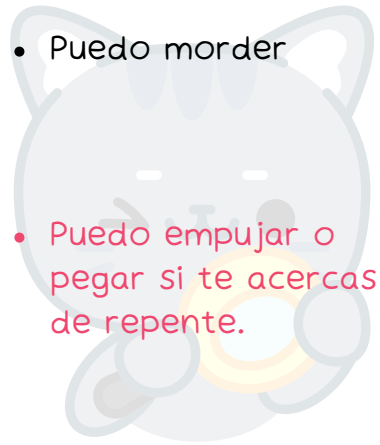 • Puedo morder
• Puedo empujar o
pegar si te acercas
de repente.